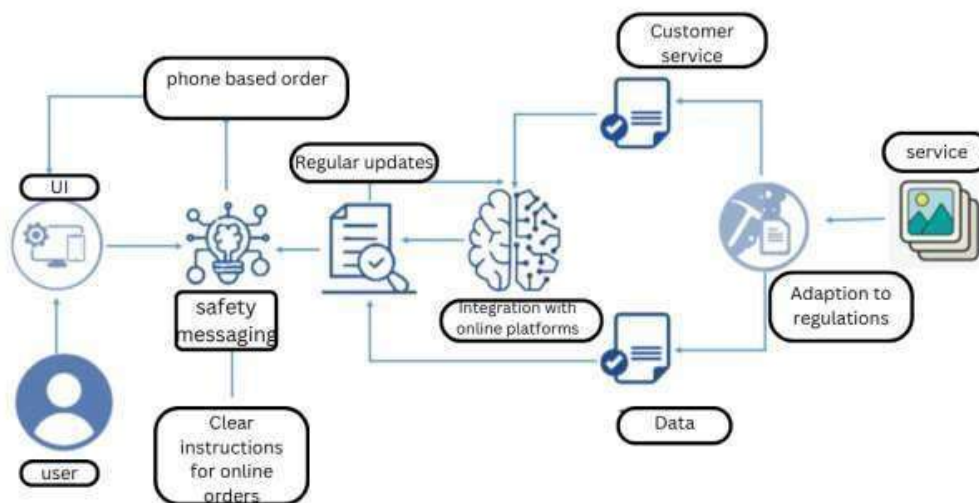 Customer
service
phone based order
Regular updates
service
UI
safety
messaging
Integration with
online platforms
Adaption to
regulations
Clear
instructions
for online
orders
Data
user